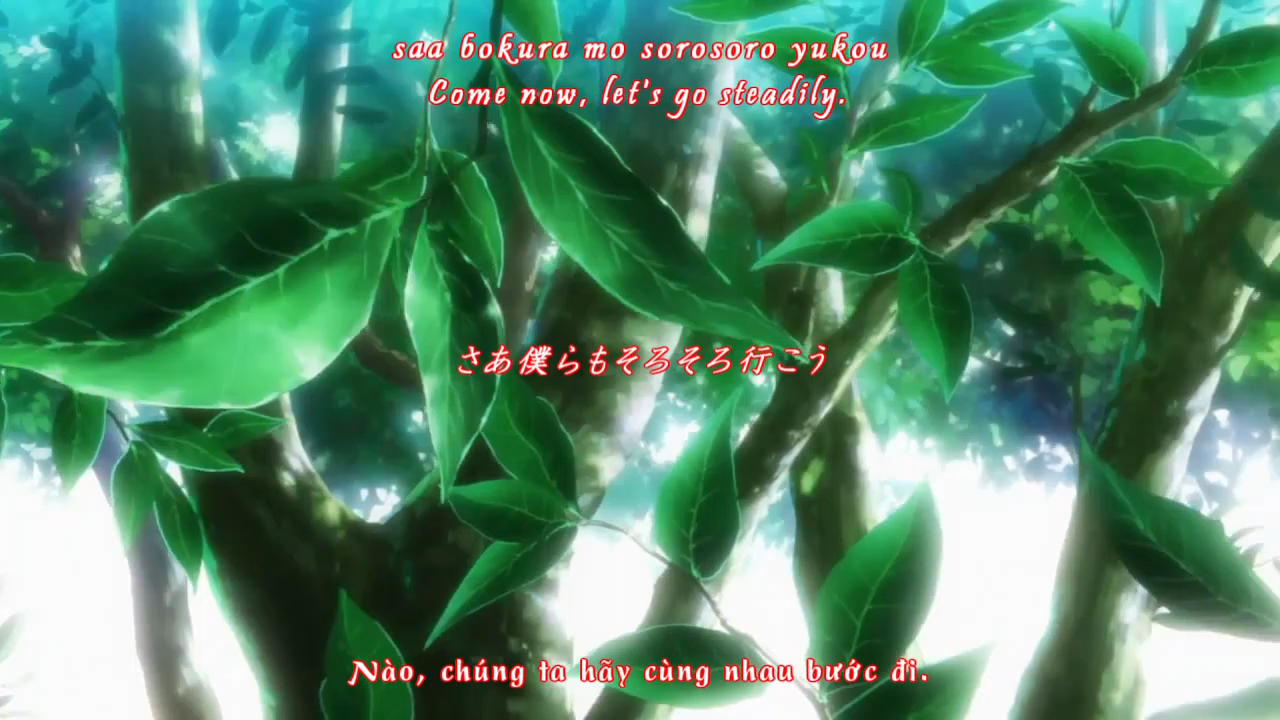 saa bokura mo sorosoro yukou
Come now, let's go steadily.
さあ僕らもそろそろ行こう
Nào, chúng ta hãy cùng nhau bước đi.